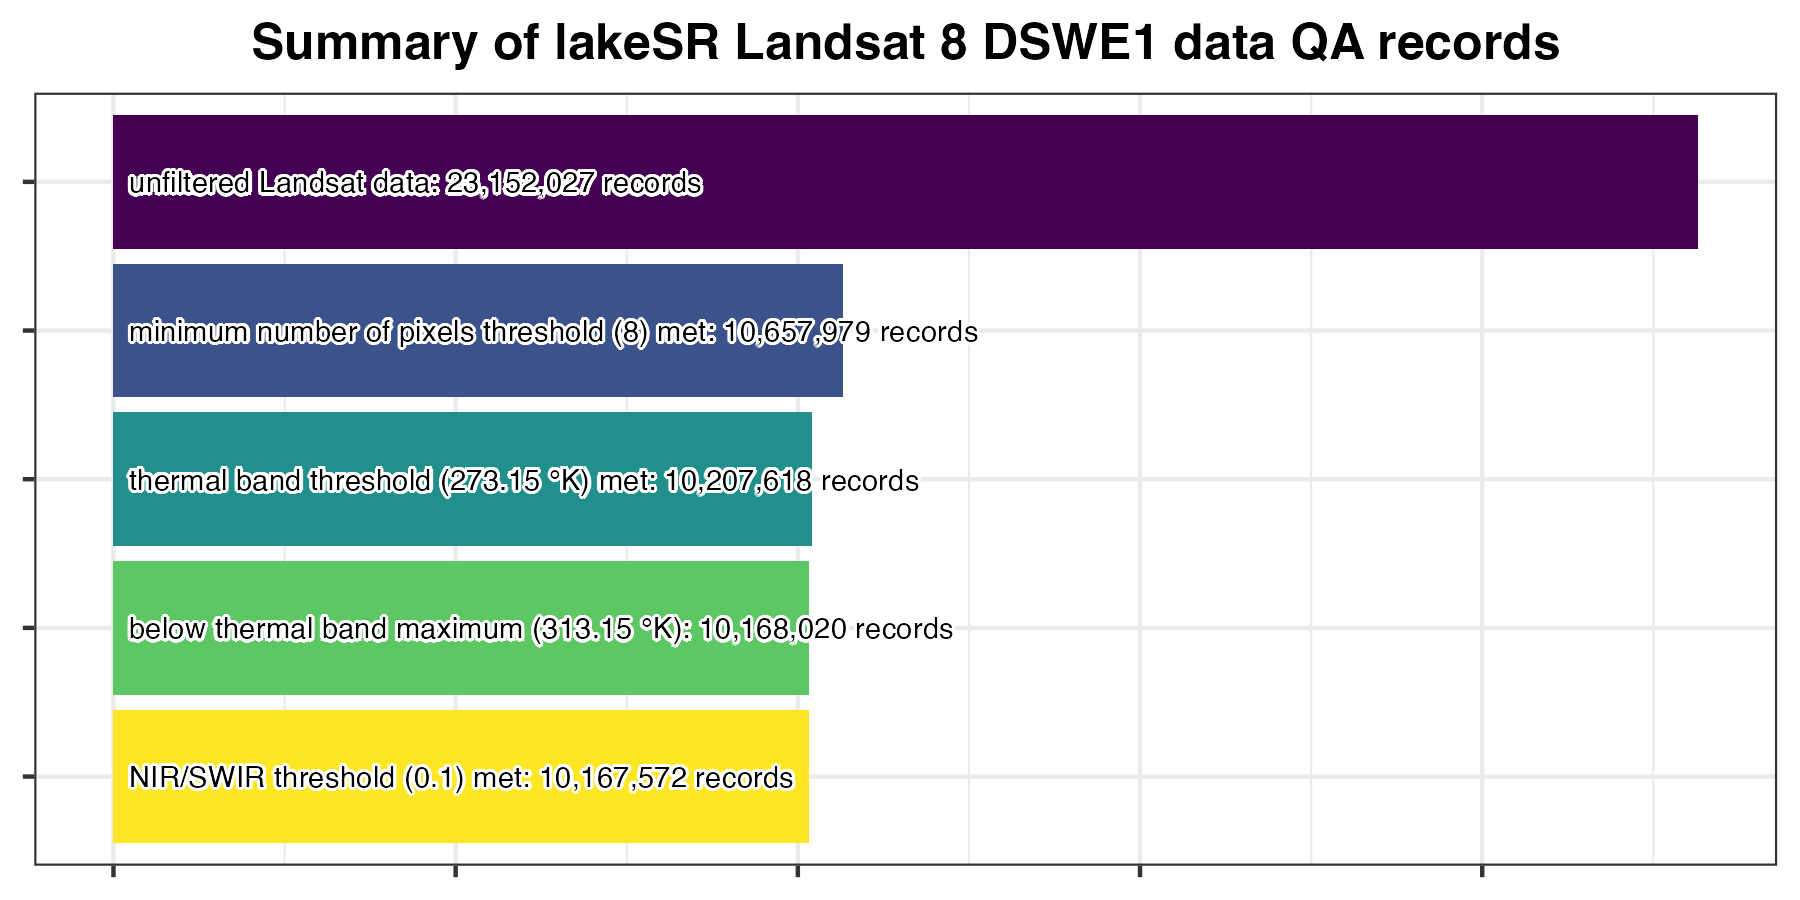 Summary of lakeSR Landsat 8 DSWE1 data QA records
unfiltered Landsat data: 23,152,027 records
minimum number of pixels threshold (8) met: 10,657,979 records
thermal band threshold (273.15 °K) met: 10,207,618 records
below thermal band maximum (313.15 °K): 10,168,020 records
NIR/SWIR threshold (0.1) met: 10,167,572 records